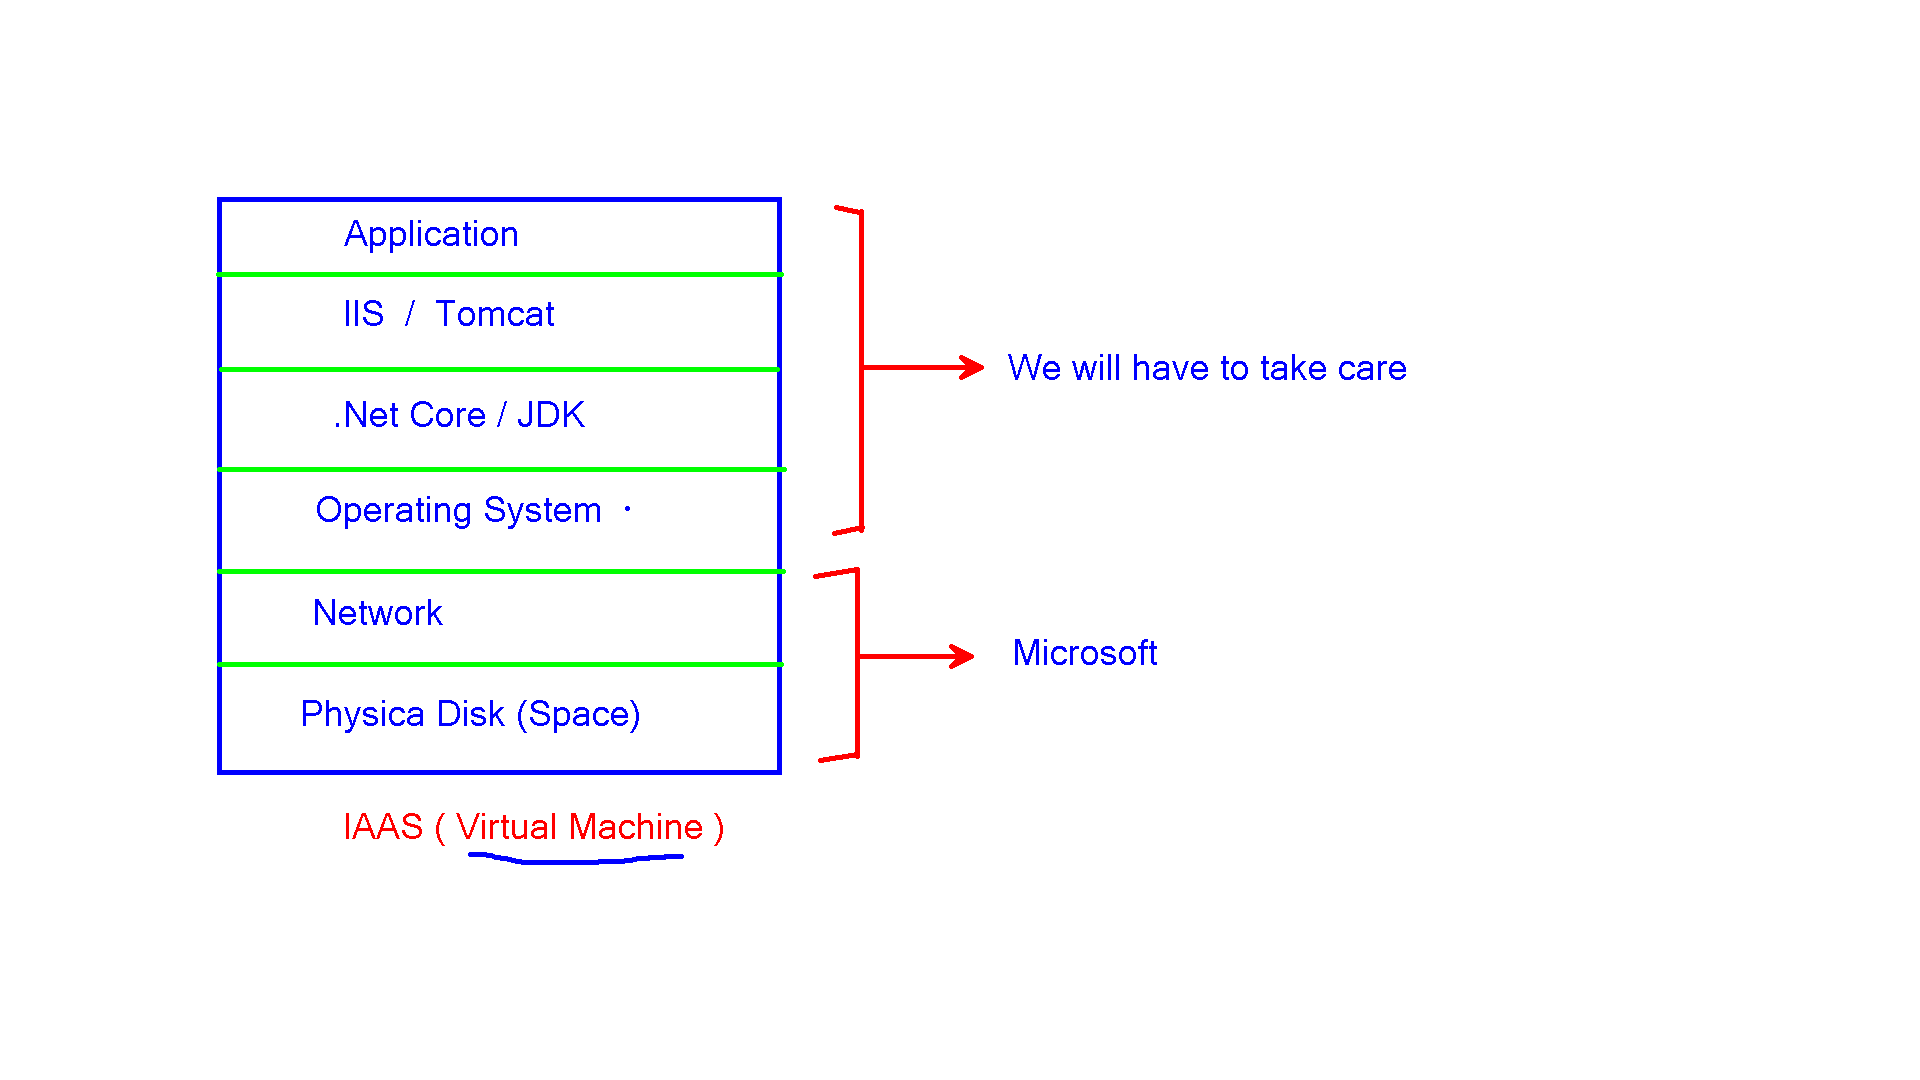 Application
IIS / Tomcat
.Net Core / JDK
Operating System
Network
Physica Disk (Space)
IAAS ( Virtual Machine )
We will have to take care
Microsoft